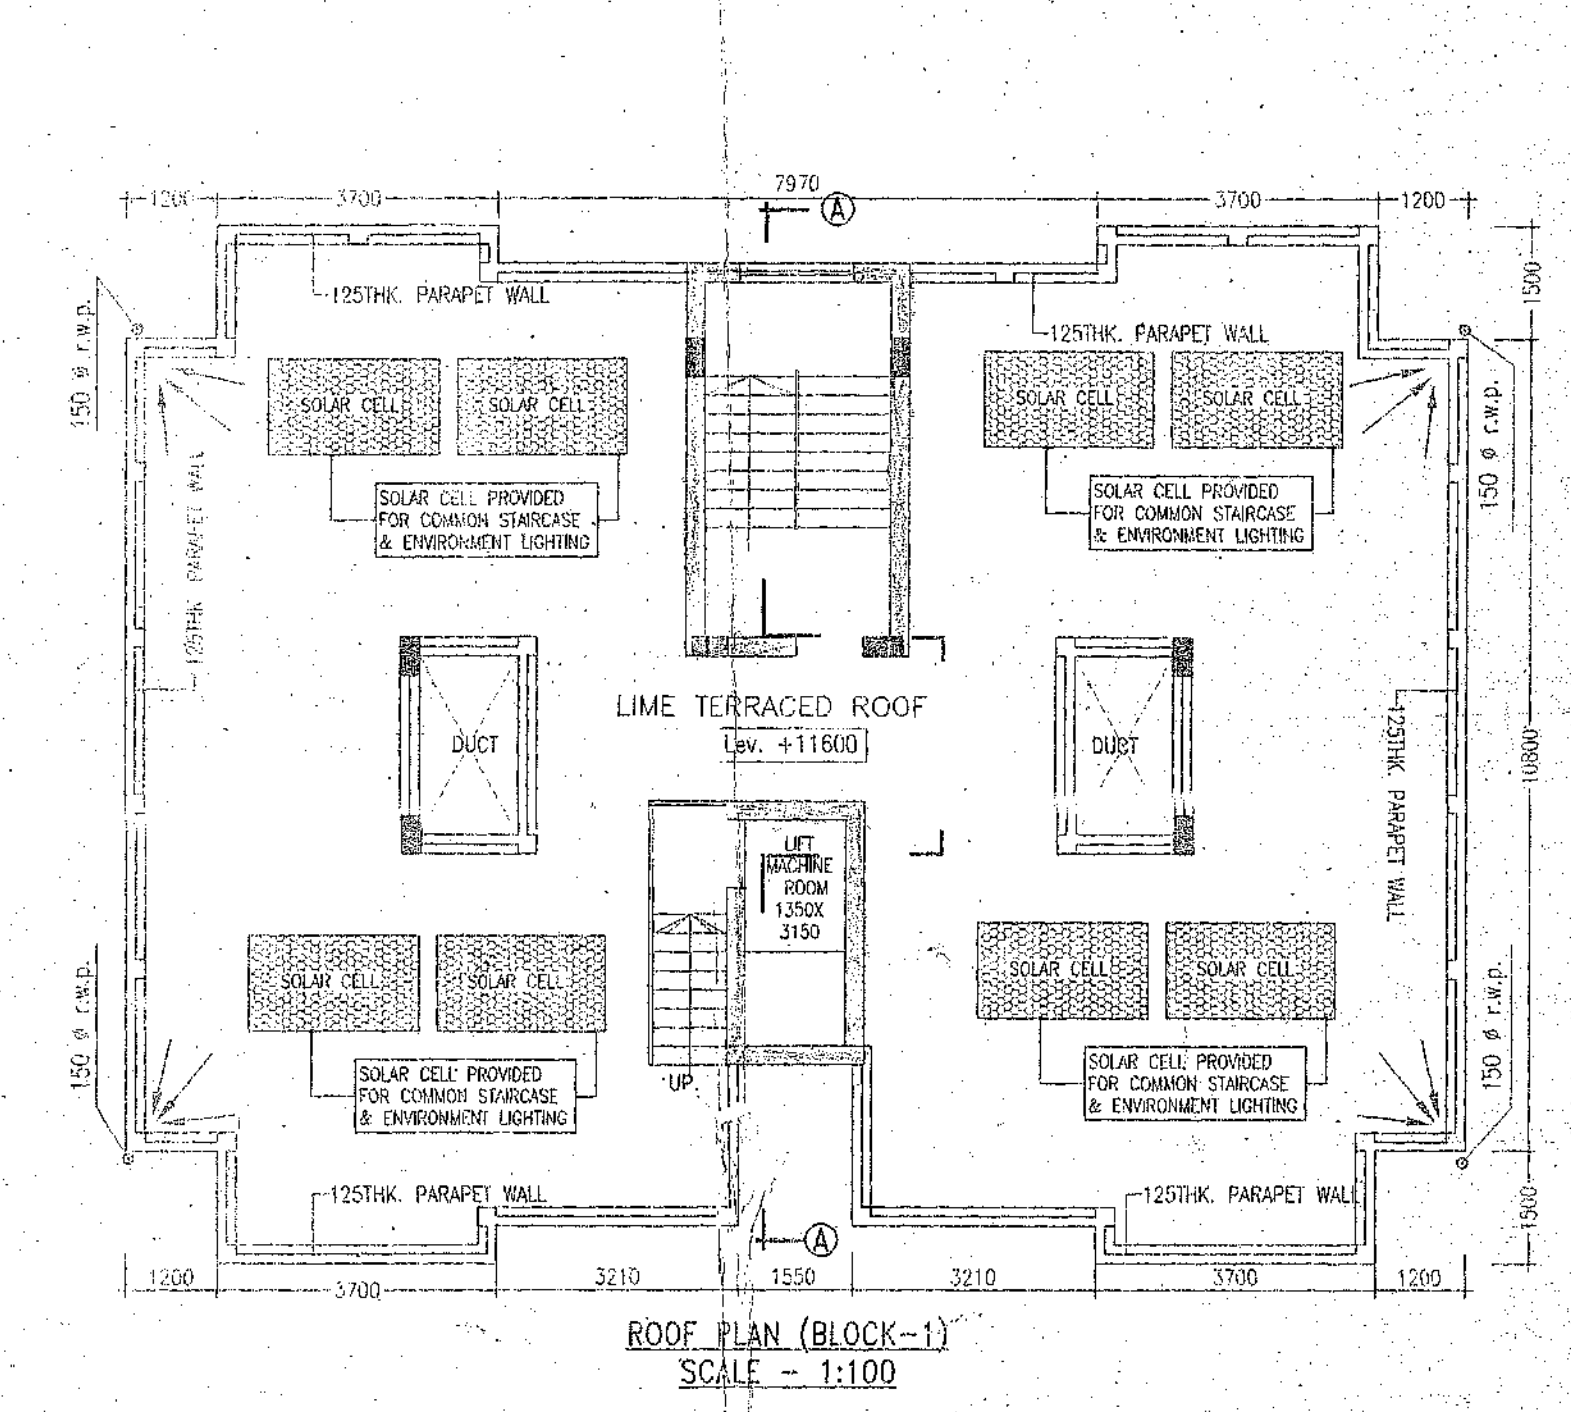 7970
1200 3700 3700 1200
A
125THK. PARAPET WALL
125THK. PARAPET WALL
150 ø r.w.p.
1500
150 ø r.w.p.
SOLAR CELL SOLAR CELL
SOLAR CELL SOLAR CELL
SOLAR CELL PROVIDED
FOR COMMON STAIRCASE
& ENVIRONMENT LIGHTING
SOLAR CELL PROVIDED
FOR COMMON STAIRCASE
& ENVIRONMENT LIGHTING
125THK. PARAPET WALL
LIME TERRACED ROOF
Lev. +11600
DUCT
DUCT
125THK. PARAPET WALL
10800
LIFT
MACHINE
ROOM
1350X
3150
SOLAR CELL SOLAR CELL
SOLAR CELL SOLAR CELL
150 ø r.w.p.
150 ø r.w.p.
SOLAR CELL PROVIDED
FOR COMMON STAIRCASE
& ENVIRONMENT LIGHTING
UP.
SOLAR CELL PROVIDED
FOR COMMON STAIRCASE
& ENVIRONMENT LIGHTING
125THK. PARAPET WALL
125THK. PARAPET WALL
1500
A
1200 3700 3210 1550 3210 3700 1200
ROOF PLAN (BLOCK-1)
SCALE - 1:100